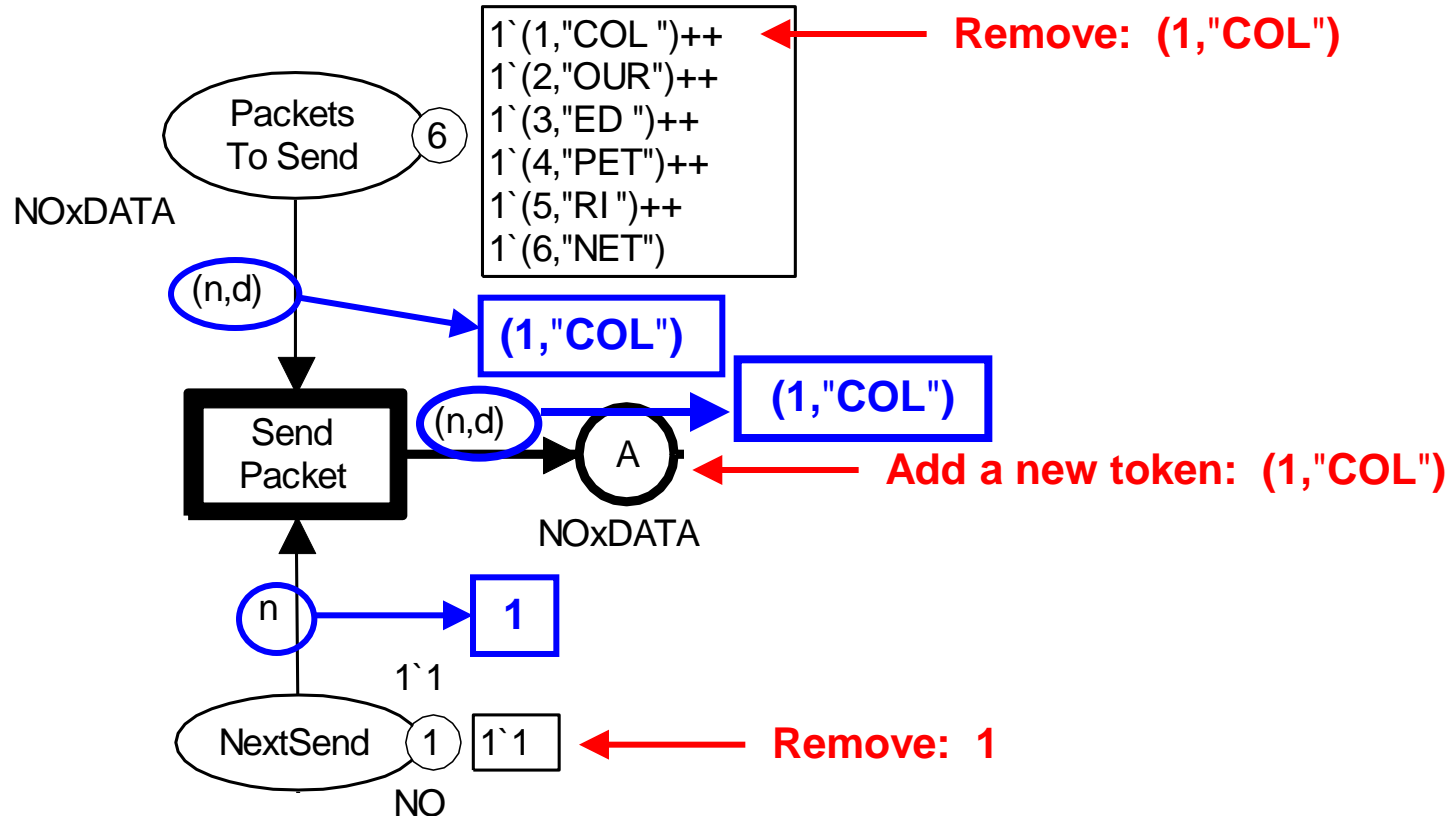 1`(1,"COL ")++
Remove: (1,"COL")
1`(2,"OUR")++
1`(3,"ED ")++
1`(4,"PET")++
1`(5,"RI ")++
1`(6,"NET")
Packets
To Send
6
NOxDATA
(n,d)
(1,"COL")
(n,d)
(1,"COL")
Send
Packet
A
Add a new token: (1,"COL")
NOxDATA
n
1
1`1
NextSend
1
1`1
Remove: 1
NO